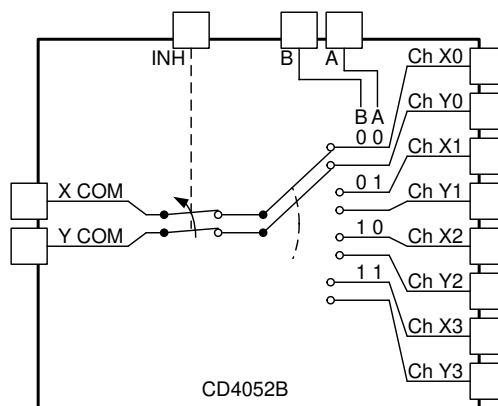 INH
B
A
Ch X0
Ch Y0
B A
0 0
Ch X1
0 1
X COM
Ch Y1
Y COM
1 0
Ch X2
Ch Y2
1 1
Ch X3
Ch Y3
CD4052B